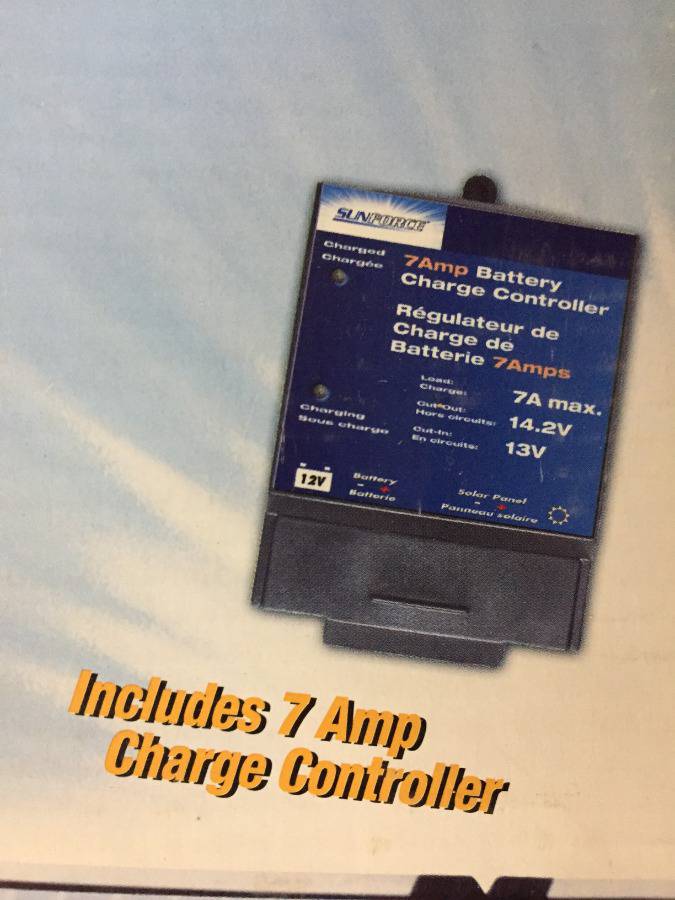 SUNFORCE
Charged
Chargée
7Amp Battery
Charge Controller
Régulateur de
Charge de
Batterie 7Amps
Load:
Charge:
7A max.
Cut-Out:
Hors circuits:
14.2V
Cut-In:
En circuits:
13V
Charging
Sous charge
12V
Battery
- +
Batterie
Solar Panel
- +
Panneau solaire
Includes 7 Amp
Charge Controller